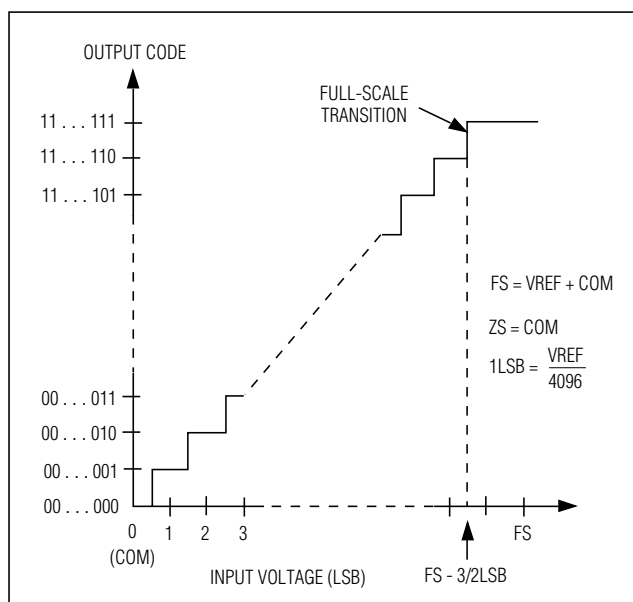 OUTPUT CODE
FULL-SCALE
TRANSITION
11 . . . 111
11 . . . 110
11 . . . 101
FS = VREF + COM
ZS = COM
1LSB = VREF
4096
00 . . . 011
00 . . . 010
00 . . . 001
00 . . . 000
0 1 2 3 FS
(COM)
INPUT VOLTAGE (LSB) FS - 3/2LSB